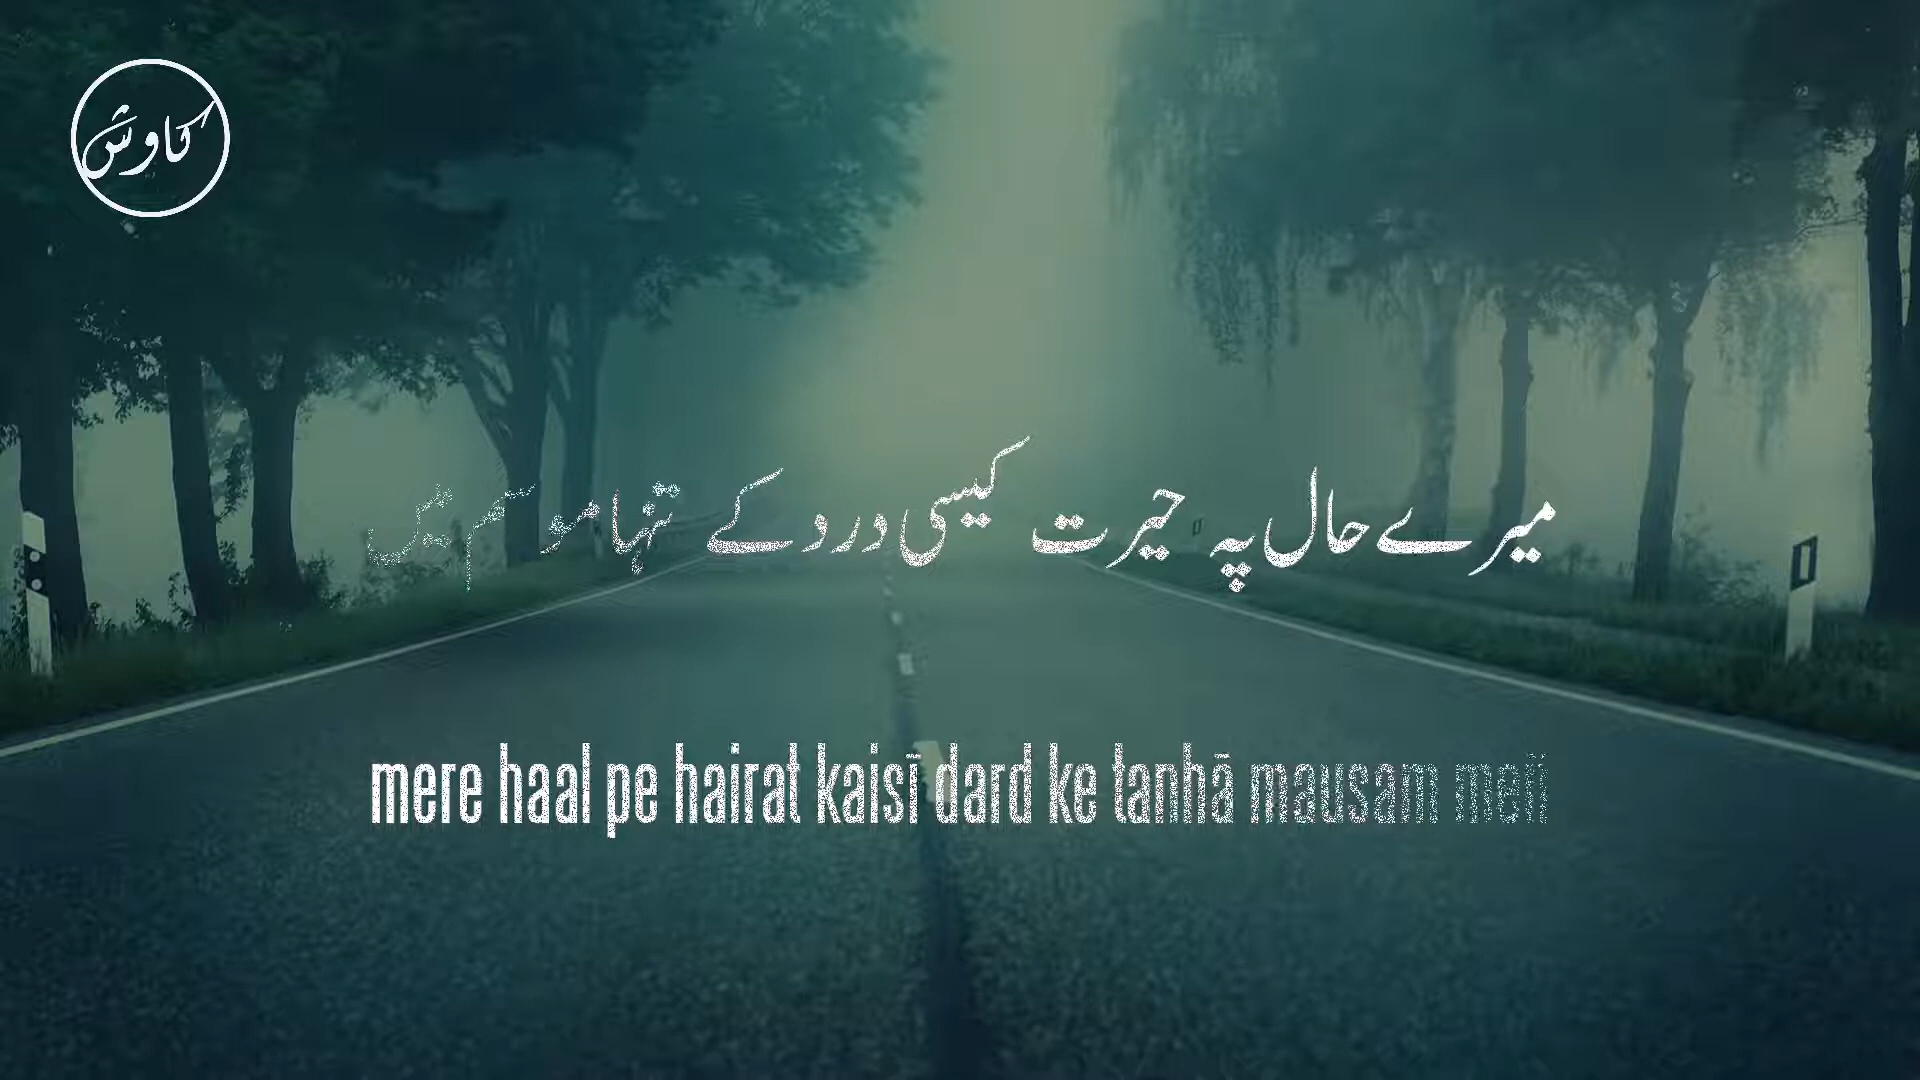 کاوش
میرے حال پہ حیرت کیسی درد کے تنہا موسم میں
mere haal pe hairat kaisī dard ke tanhā mausam meñ